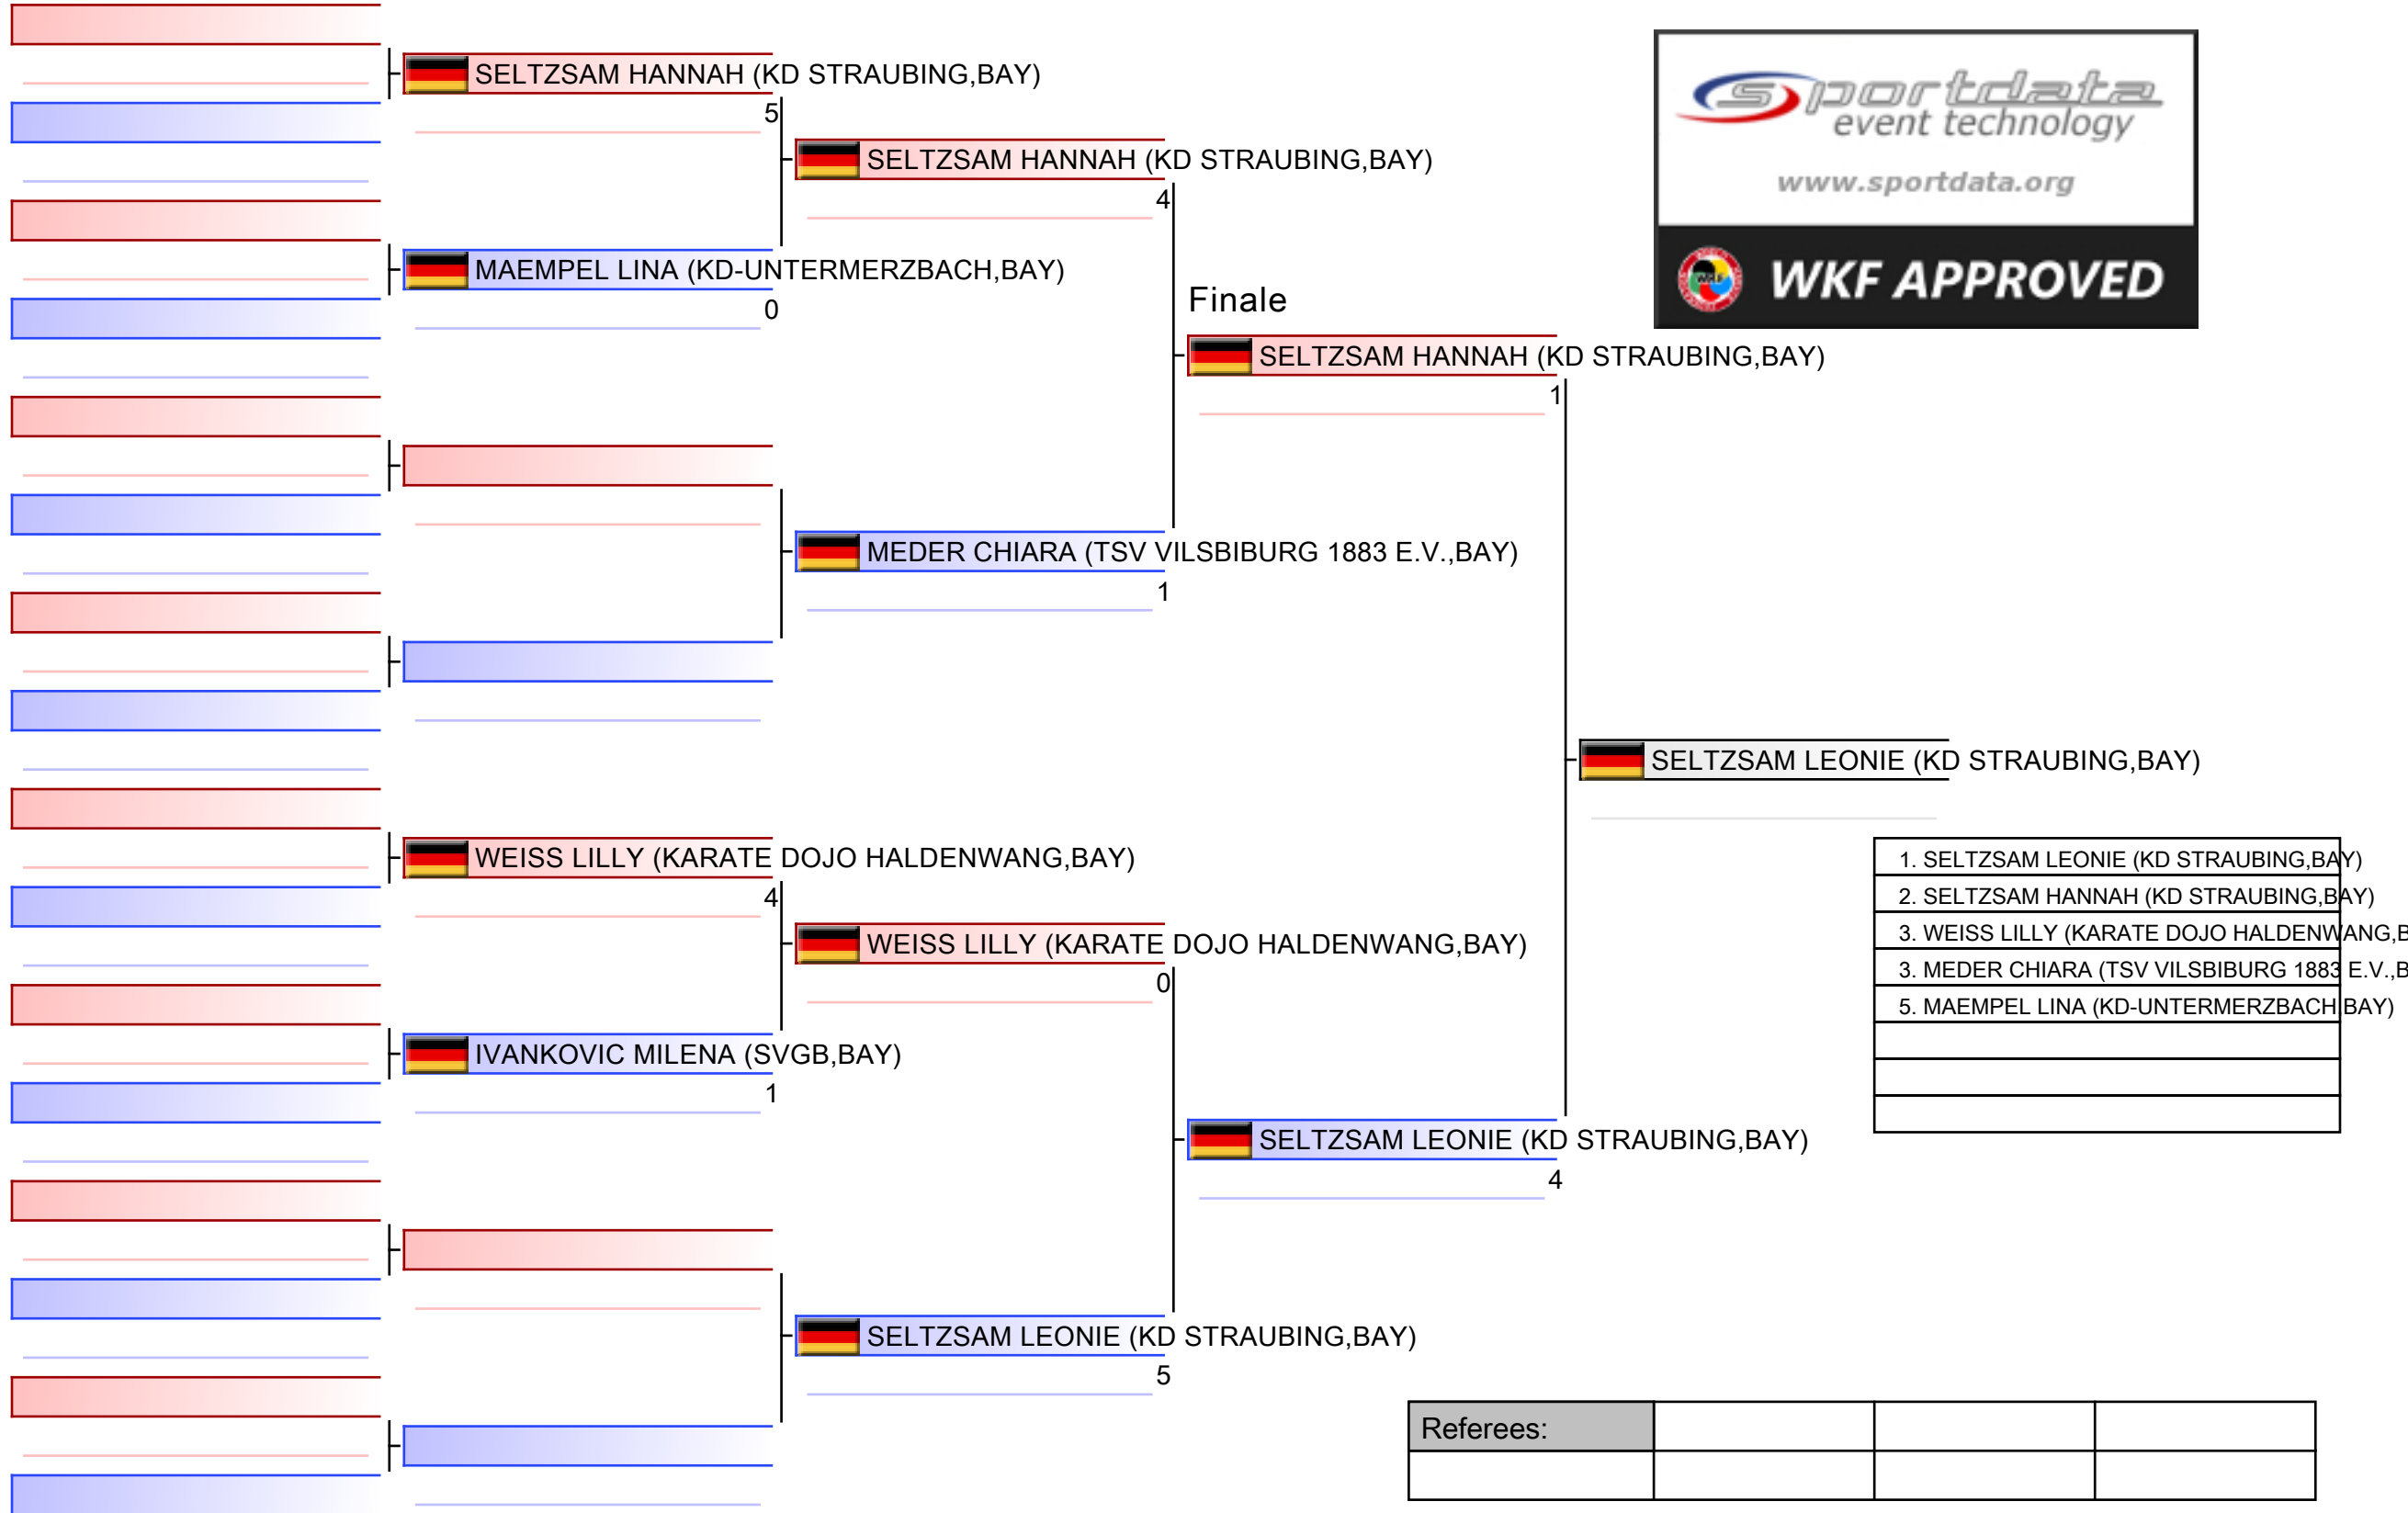 SELTZSAM HANNAH (KD STRAUBING,BAY)
5
SELTZSAM HANNAH (KD STRAUBING,BAY)
4
MAEMPEL LINA (KD-UNTERMERZBACH,BAY)
0
Finale
SELTZSAM HANNAH (KD STRAUBING,BAY)
1
MEDER CHIARA (TSV VILSBIBURG 1883 E.V.,BAY)
1
SELTZSAM LEONIE (KD STRAUBING,BAY)
WEISS LILLY (KARATE DOJO HALDENWANG,BAY)
4
WEISS LILLY (KARATE DOJO HALDENWANG,BAY)
0
IVANKOVIC MILENA (SVGB,BAY)
1
SELTZSAM LEONIE (KD STRAUBING,BAY)
4
SELTZSAM LEONIE (KD STRAUBING,BAY)
5
sportdata
event technology
www.sportdata.org
WKF
WKF APPROVED
1. SELTZSAM LEONIE (KD STRAUBING,BAY)
2. SELTZSAM HANNAH (KD STRAUBING,BAY)
3. WEISS LILLY (KARATE DOJO HALDENWANG,B
3. MEDER CHIARA (TSV VILSBIBURG 1883 E.V.,B
5. MAEMPEL LINA (KD-UNTERMERZBACH,BAY)
Referees: